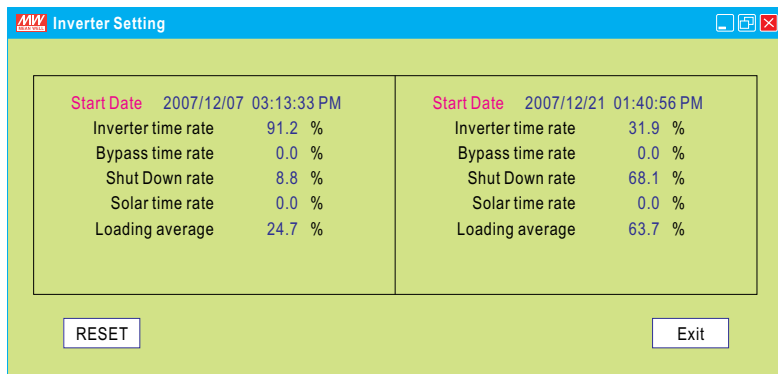 MW
MEAN WELL
Inverter Setting
Start Date 2007/12/07 03:13:33 PM
Inverter time rate 91.2 %
Bypass time rate 0.0 %
Shut Down rate 8.8 %
Solar time rate 0.0 %
Loading average 24.7 %
Start Date 2007/12/21 01:40:56 PM
Inverter time rate 31.9 %
Bypass time rate 0.0 %
Shut Down rate 68.1 %
Solar time rate 0.0 %
Loading average 63.7 %
RESET
Exit